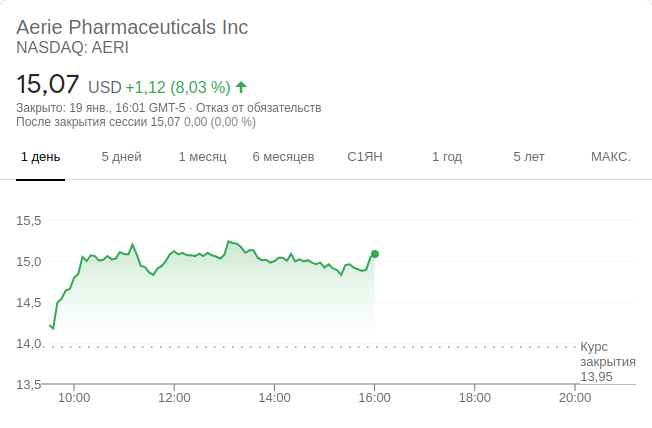 Aerie Pharmaceuticals Inc
NASDAQ: AERI
15,07 USD +1,12 (8,03 %)
Закрыто: 19 янв., 16:01 GMT-5 · Отказ от обязательств
После закрытия сессии 15,07 0,00 (0,00 %)
1 день 5 дней 1 месяц 6 месяцев С1ЯН 1 год 5 лет МАКС.
15,5
15,0
14,5
14,0
Курс
закрытия
13,95
13,5
10:00 12:00 14:00 16:00 18:00 20:00